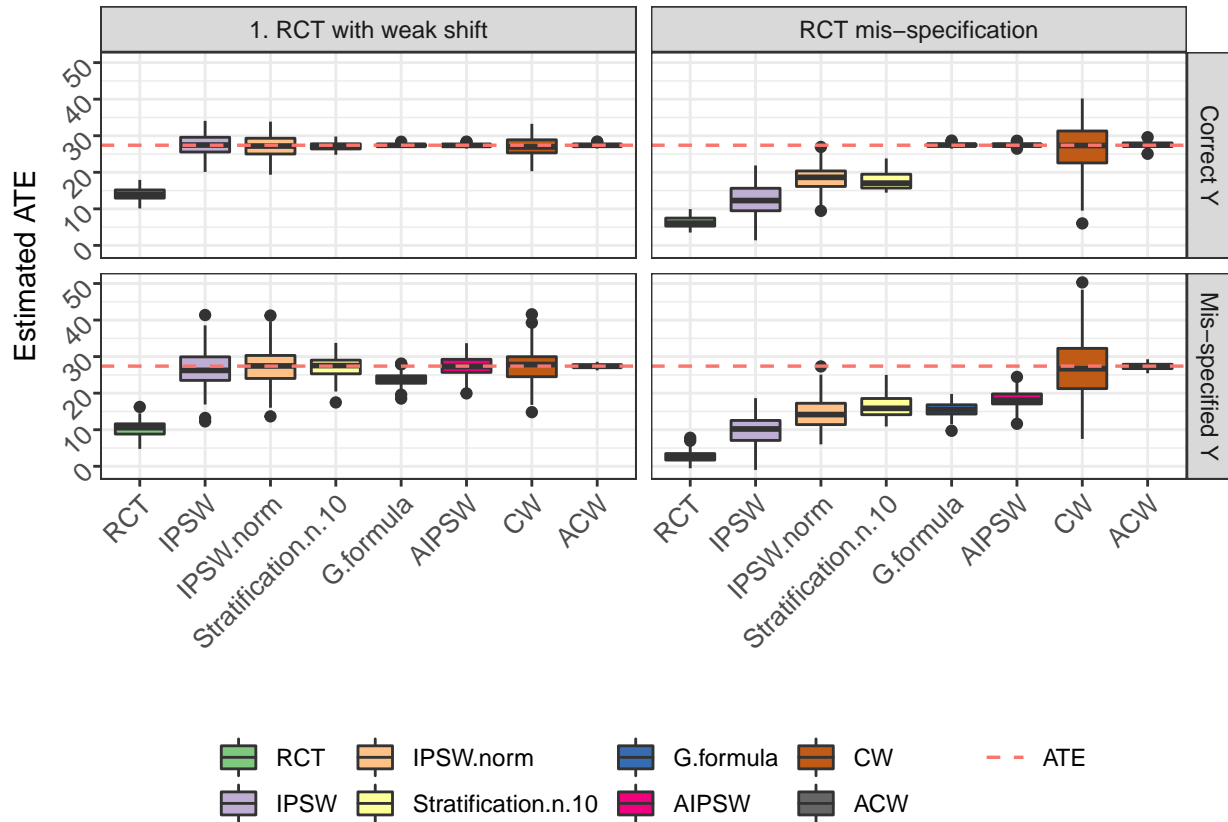 1. RCT with weak shift
RCT mis−specification
Estimated ATE
50
40
30
20
10
0
Correct Y
50
40
30
20
10
0
Mis−specified Y
RCT
IPSW
IPSW.norm
Stratification.n.10
G.formula
AIPSW
CW
ACW
RCT
IPSW
IPSW.norm
Stratification.n.10
G.formula
AIPSW
CW
ACW
RCT IPSW.norm G.formula CW ATE
IPSW Stratification.n.10 AIPSW ACW